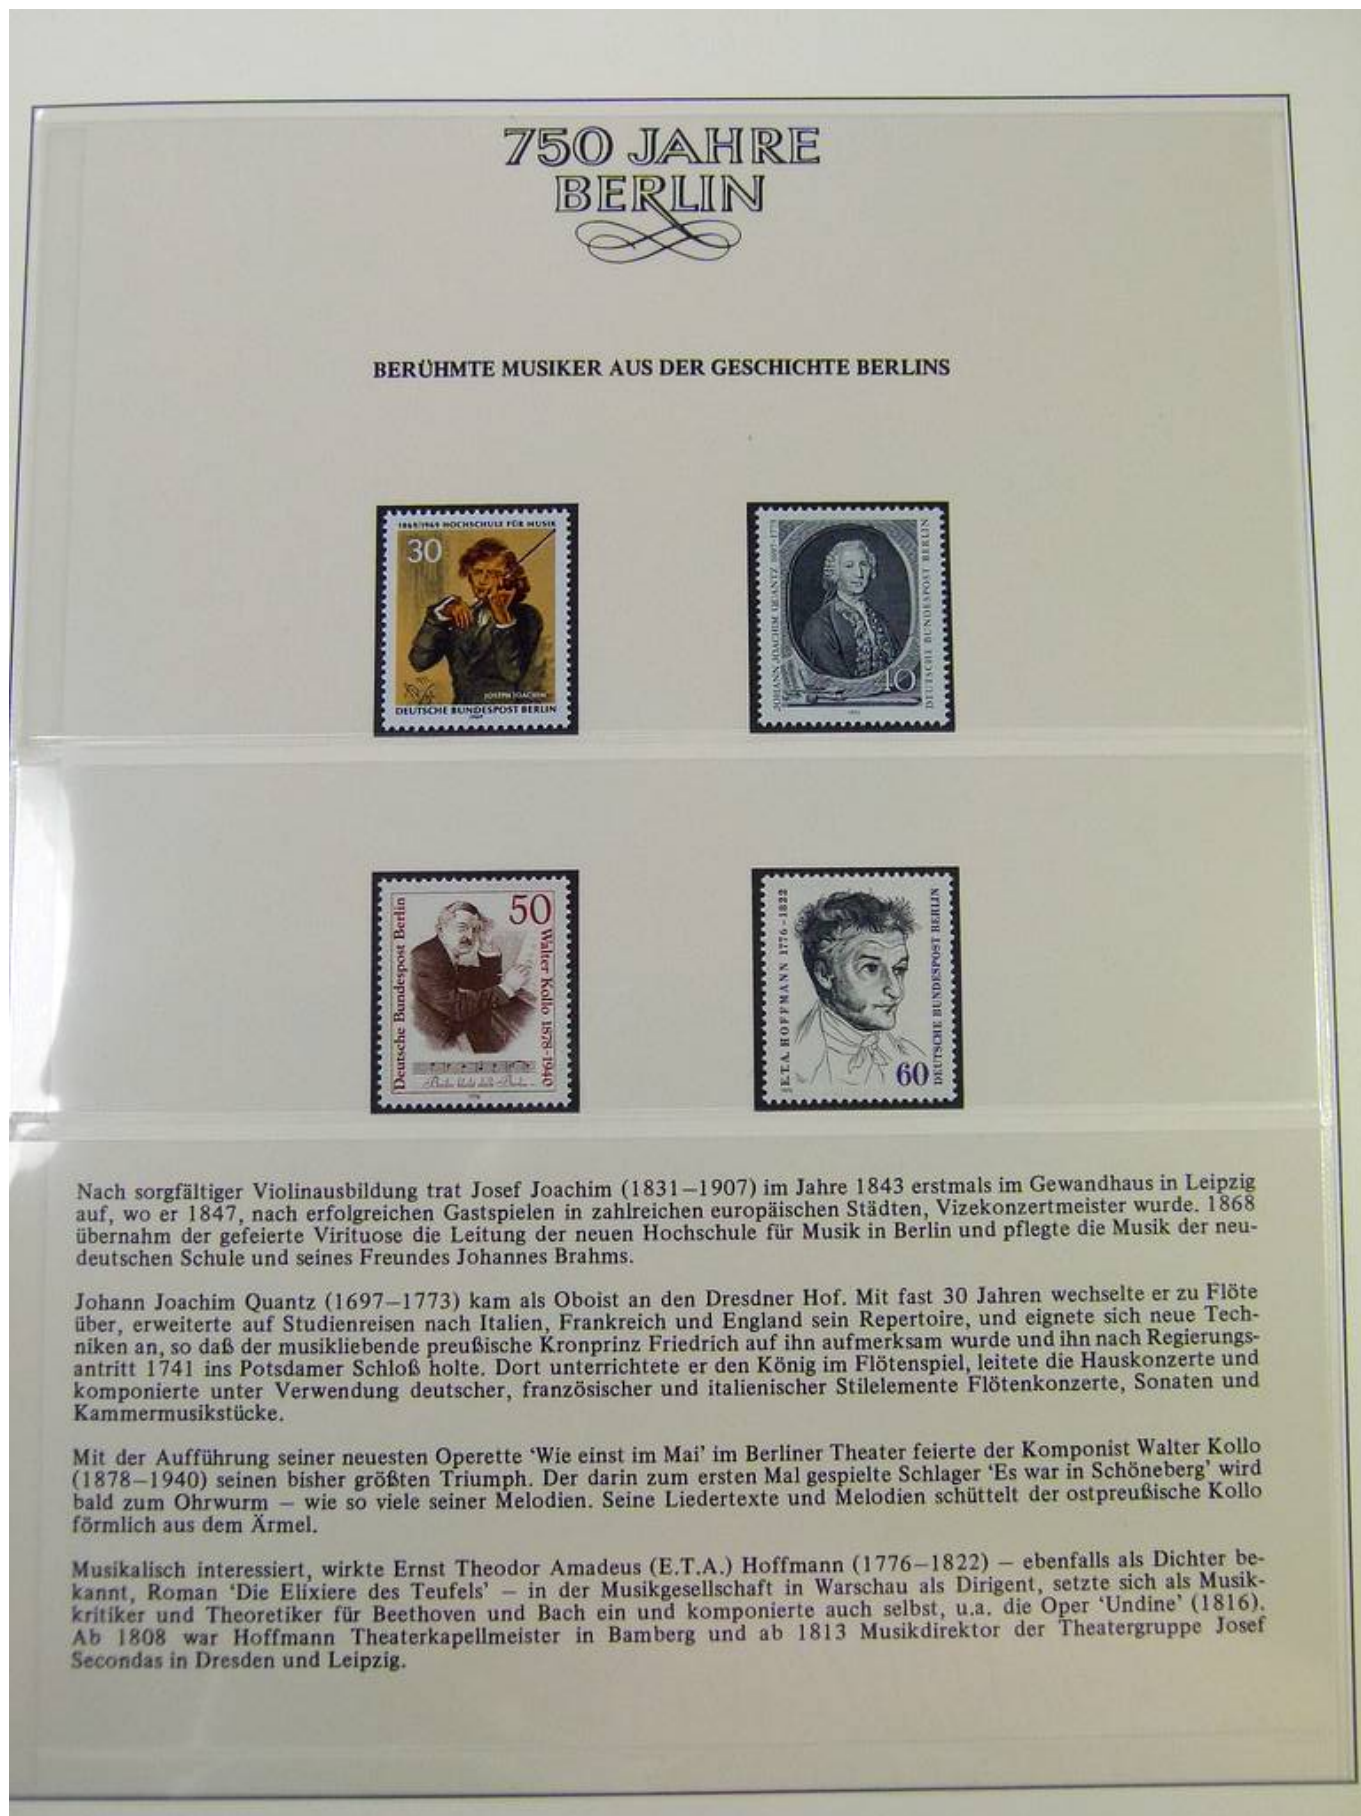 750 JAHRE
BERLIN
BERÜHMTE MUSIKER AUS DER GESCHICHTE BERLINS
1869/1969 HOCHSCHULE FÜR MUSIK
30
JOSEPH JOACHIM
DEUTSCHE BUNDESPOST BERLIN
1969
JOHANN JOACHIM QUANTZ 1697-1773
DEUTSCHE BUNDESPOST BERLIN
40
Deutsche Bundespost Berlin
50
Walter Kollo 1878-1940
E.T.A. HOFFMANN 1776-1822
DEUTSCHE BUNDESPOST BERLIN
60
Nach sorgfältiger Violinausbildung trat Josef Joachim (1831–1907) im Jahre 1843 erstmals im Gewandhaus in Leipzig
auf, wo er 1847, nach erfolgreichen Gastspielen in zahlreichen europäischen Städten, Vizekonzertmeister wurde. 1868
übernahm der gefeierte Virituose die Leitung der neuen Hochschule für Musik in Berlin und pflegte die Musik der neu-
deutschen Schule und seines Freundes Johannes Brahms.
Johann Joachim Quantz (1697–1773) kam als Oboist an den Dresdner Hof. Mit fast 30 Jahren wechselte er zu Flöte
über, erweiterte auf Studienreisen nach Italien, Frankreich und England sein Repertoire, und eignete sich neue Tech-
niken an, so daß der musikliebende preußische Kronprinz Friedrich auf ihn aufmerksam wurde und ihn nach Regierungs-
antritt 1741 ins Potsdamer Schloß holte. Dort unterrichtete er den König im Flötenspiel, leitete die Hauskonzerte und
komponierte unter Verwendung deutscher, französischer und italienischer Stilelemente Flötenkonzerte, Sonaten und
Kammermusikstücke.
Mit der Aufführung seiner neuesten Operette ‘Wie einst im Mai’ im Berliner Theater feierte der Komponist Walter Kollo
(1878–1940) seinen bisher größten Triumph. Der darin zum ersten Mal gespielte Schlager ‘Es war in Schöneberg’ wird
bald zum Ohrwurm – wie so viele seiner Melodien. Seine Liedertexte und Melodien schüttelt der ostpreußische Kollo
förmlich aus dem Ärmel.
Musikalisch interessiert, wirkte Ernst Theodor Amadeus (E.T.A.) Hoffmann (1776–1822) – ebenfalls als Dichter be-
kannt, Roman ‘Die Elixiere des Teufels’ – in der Musikgesellschaft in Warschau als Dirigent, setzte sich als Musik-
kritiker und Theoretiker für Beethoven und Bach ein und komponierte auch selbst, u.a. die Oper ‘Undine’ (1816).
Ab 1808 war Hoffmann Theaterkapellmeister in Bamberg und ab 1813 Musikdirektor der Theatergruppe Josef
Secondas in Dresden und Leipzig.